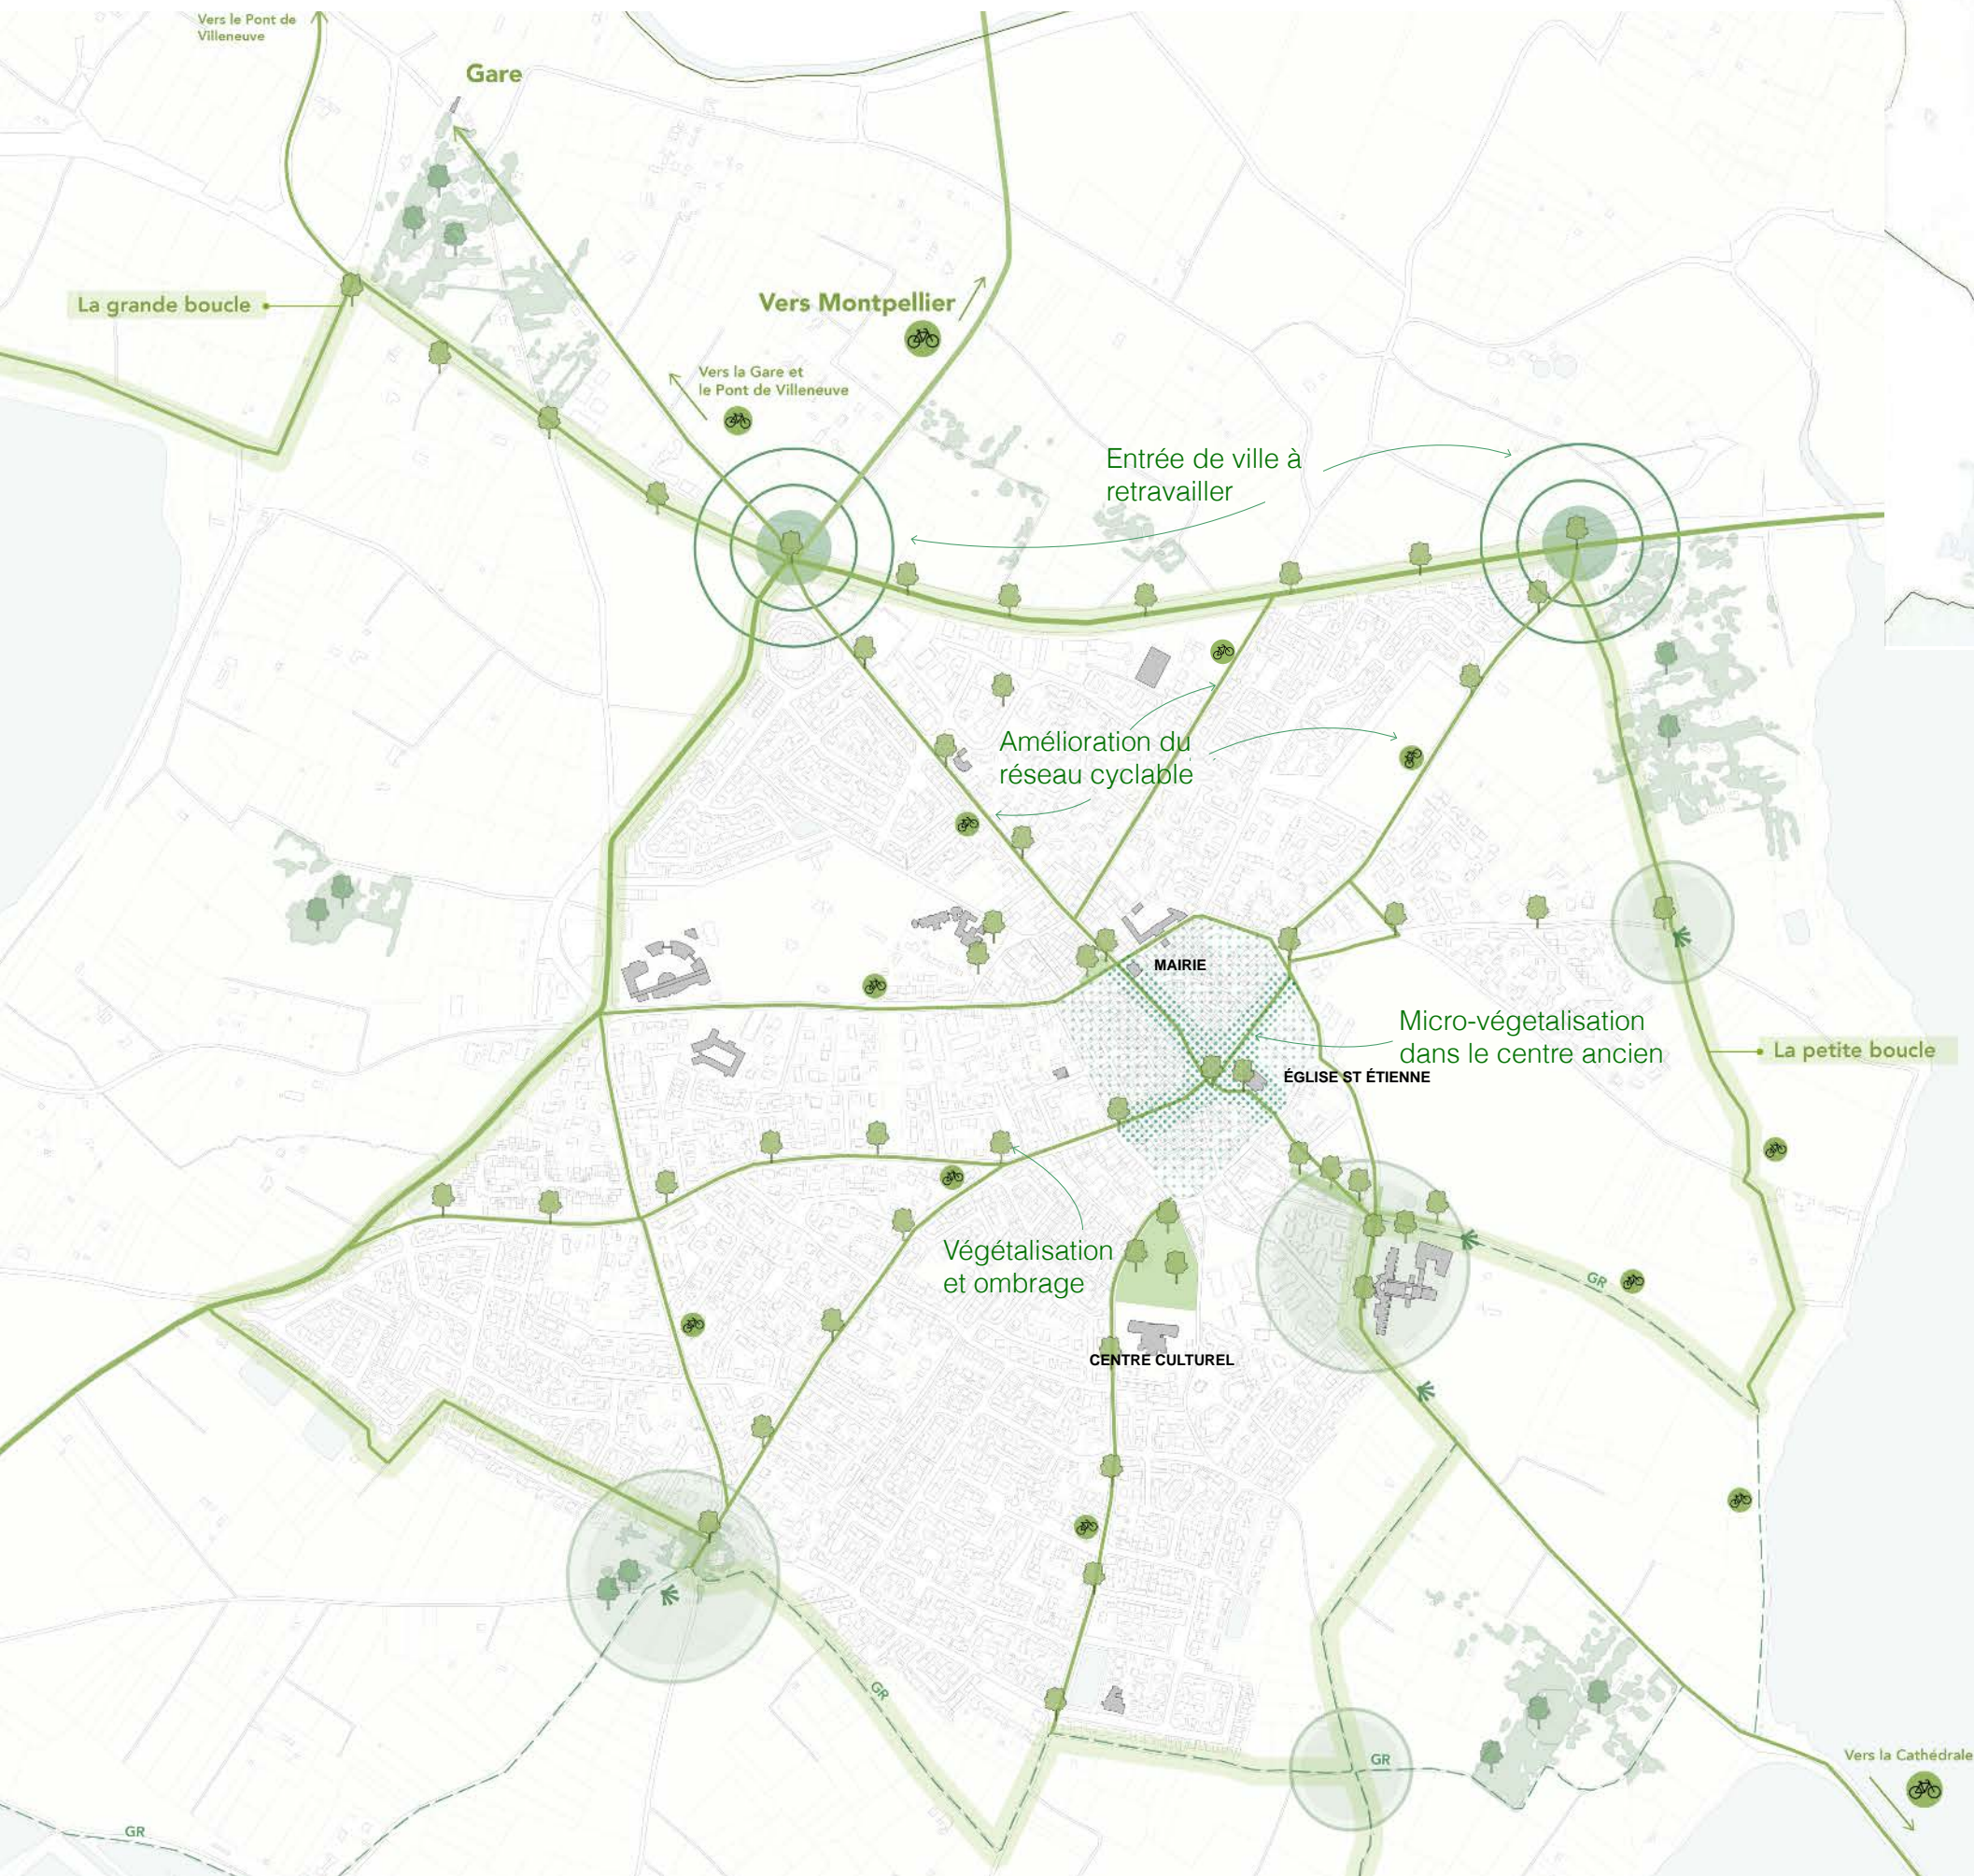 Vers le Pont de
Villeneuve
Gare
La grande boucle
Vers Montpellier
Vers la Gare et
le Pont de Villeneuve
Entrée de ville à
retravailler
Amélioration du
réseau cyclable
MAIRIE
Micro-végetalisation
dans le centre ancien
La petite boucle
ÉGLISE ST ÉTIENNE
Végétalisation
et ombrage
GR
CENTRE CULTUREL
GR
GR
Vers la Cathédrale
GR